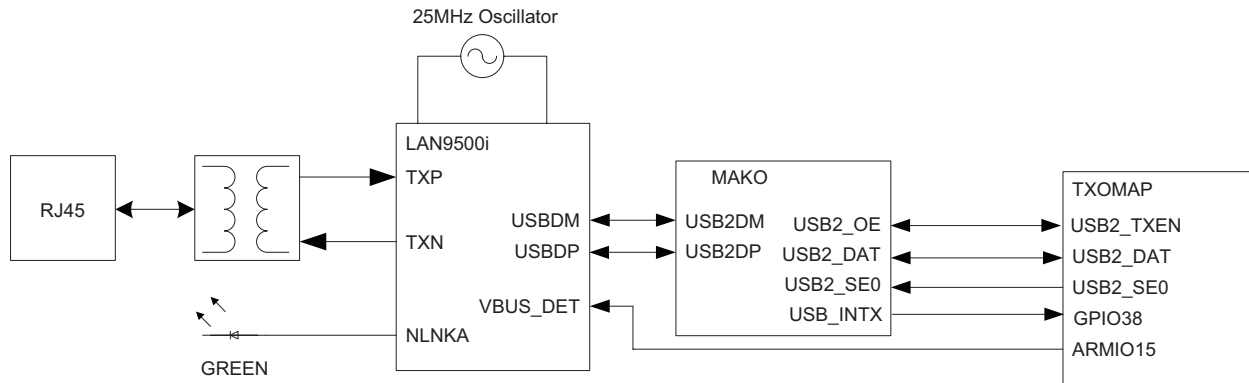 25MHz Oscillator
RJ45
LAN9500i
TXP
TXN
NLNKA
USBDM
USBDP
VBUS_DET
GREEN
MAKO
USB2DM
USB2DP
USB2_OE
USB2_DAT
USB2_SE0
USB_INTX
TXOMAP
USB2_TXEN
USB2_DAT
USB2_SE0
GPIO38
ARMIO15